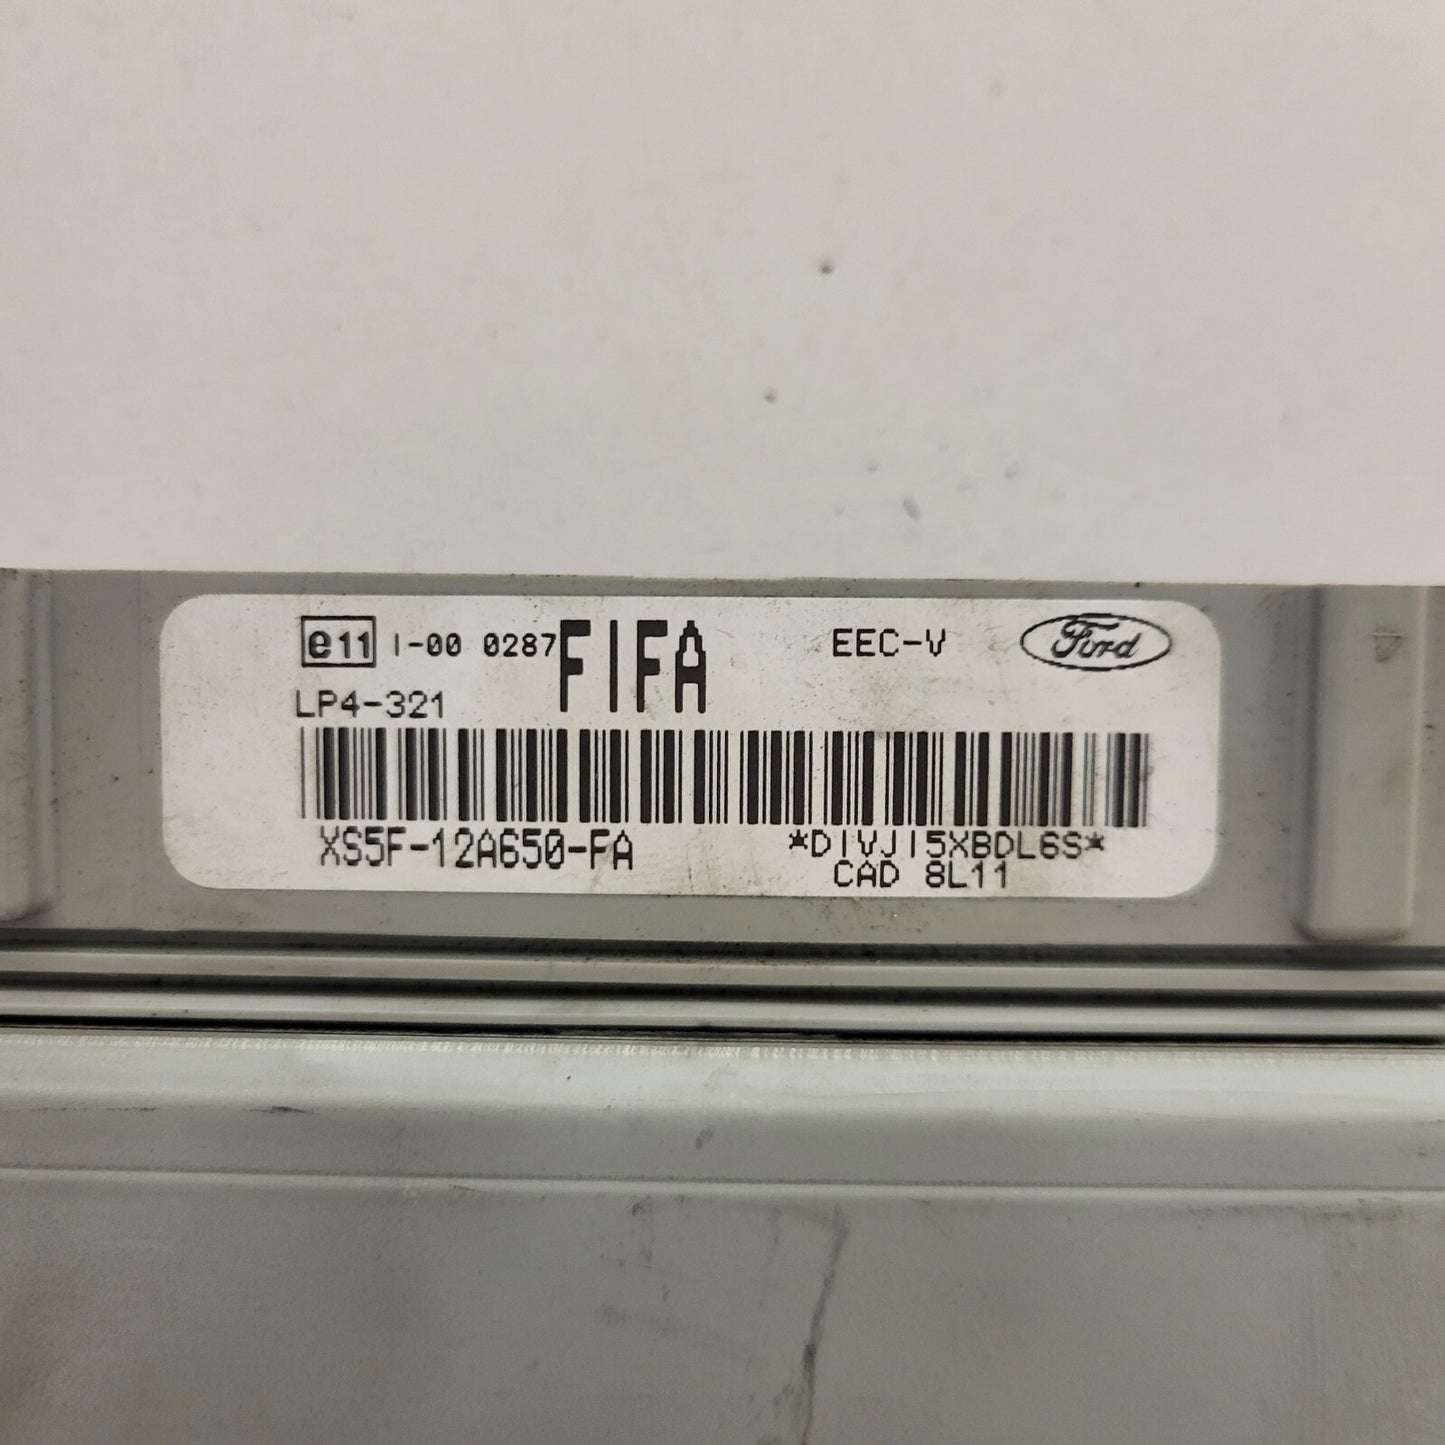 e11 I-00 0287 FIFA EEC-V Ford
LP4-321
XS5F-12A650-FA *DIVJI5XBDL6S*
CAD 8L11